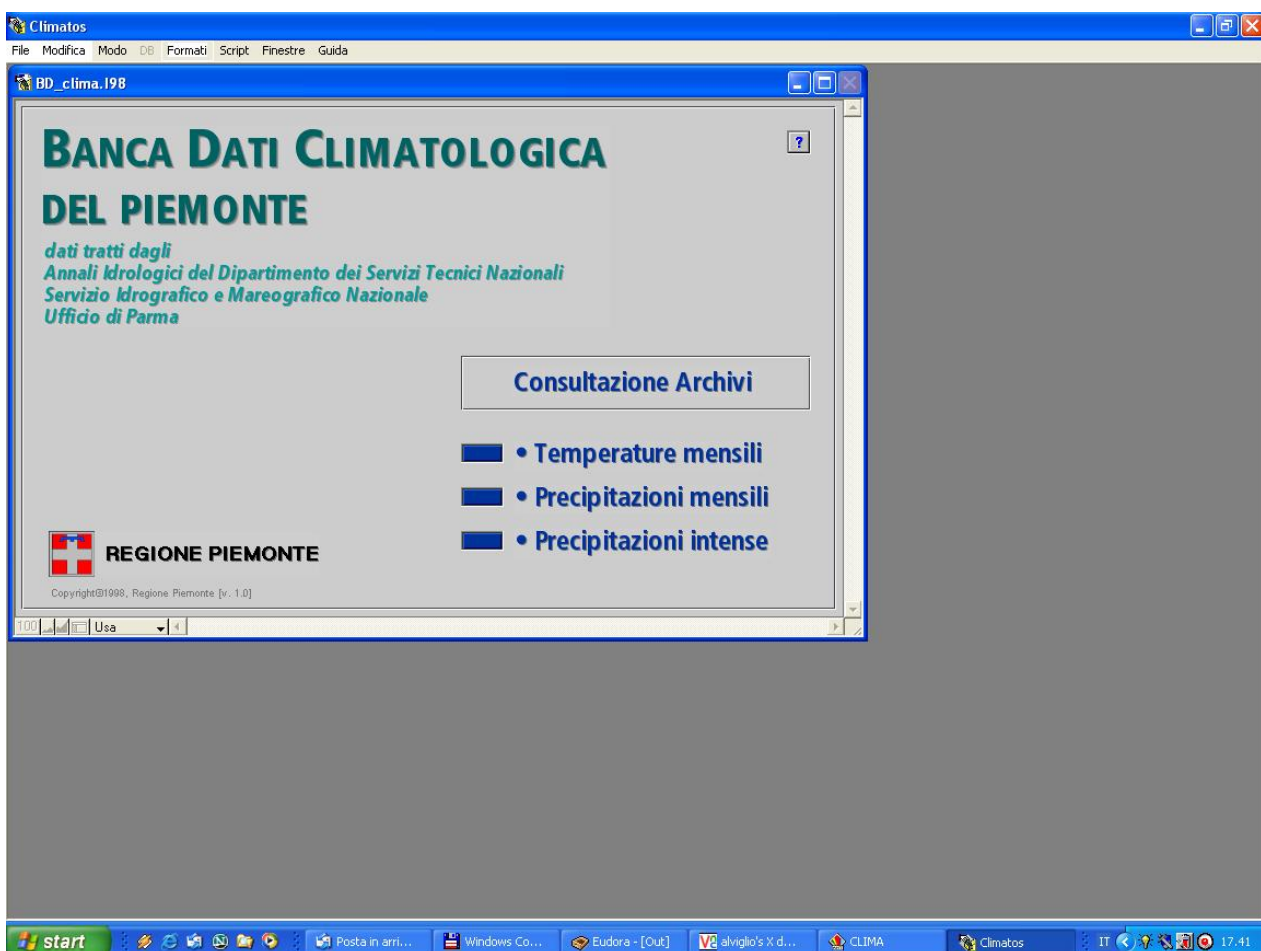 Climatos
File Modifica Modo DB Formati Script Finestre Guida
BD_clima.I98
BANCA DATI CLIMATOLOGICA
DEL PIEMONTE
?
dati tratti dagli
Annali Idrologici del Dipartimento dei Servizi Tecnici Nazionali
Servizio Idrografico e Mareografico Nazionale
Ufficio di Parma
Consultazione Archivi
• Temperature mensili
• Precipitazioni mensili
• Precipitazioni intense
REGIONE PIEMONTE
Copyright©1998, Regione Piemonte [v. 1.0]
100 Usa
start Posta in arri... Windows Co... Eudora - [Out] alviglio's X d... CLIMA Climatos IT 17.41